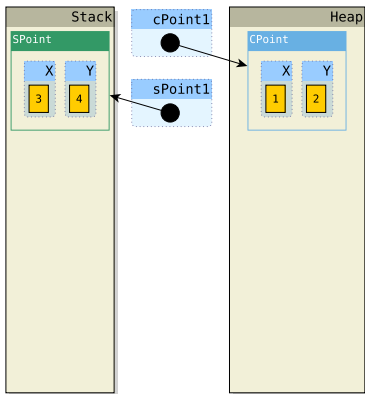 Stack
SPoint
X Y
3 4
cPoint1
sPoint1
Heap
CPoint
X Y
1 2